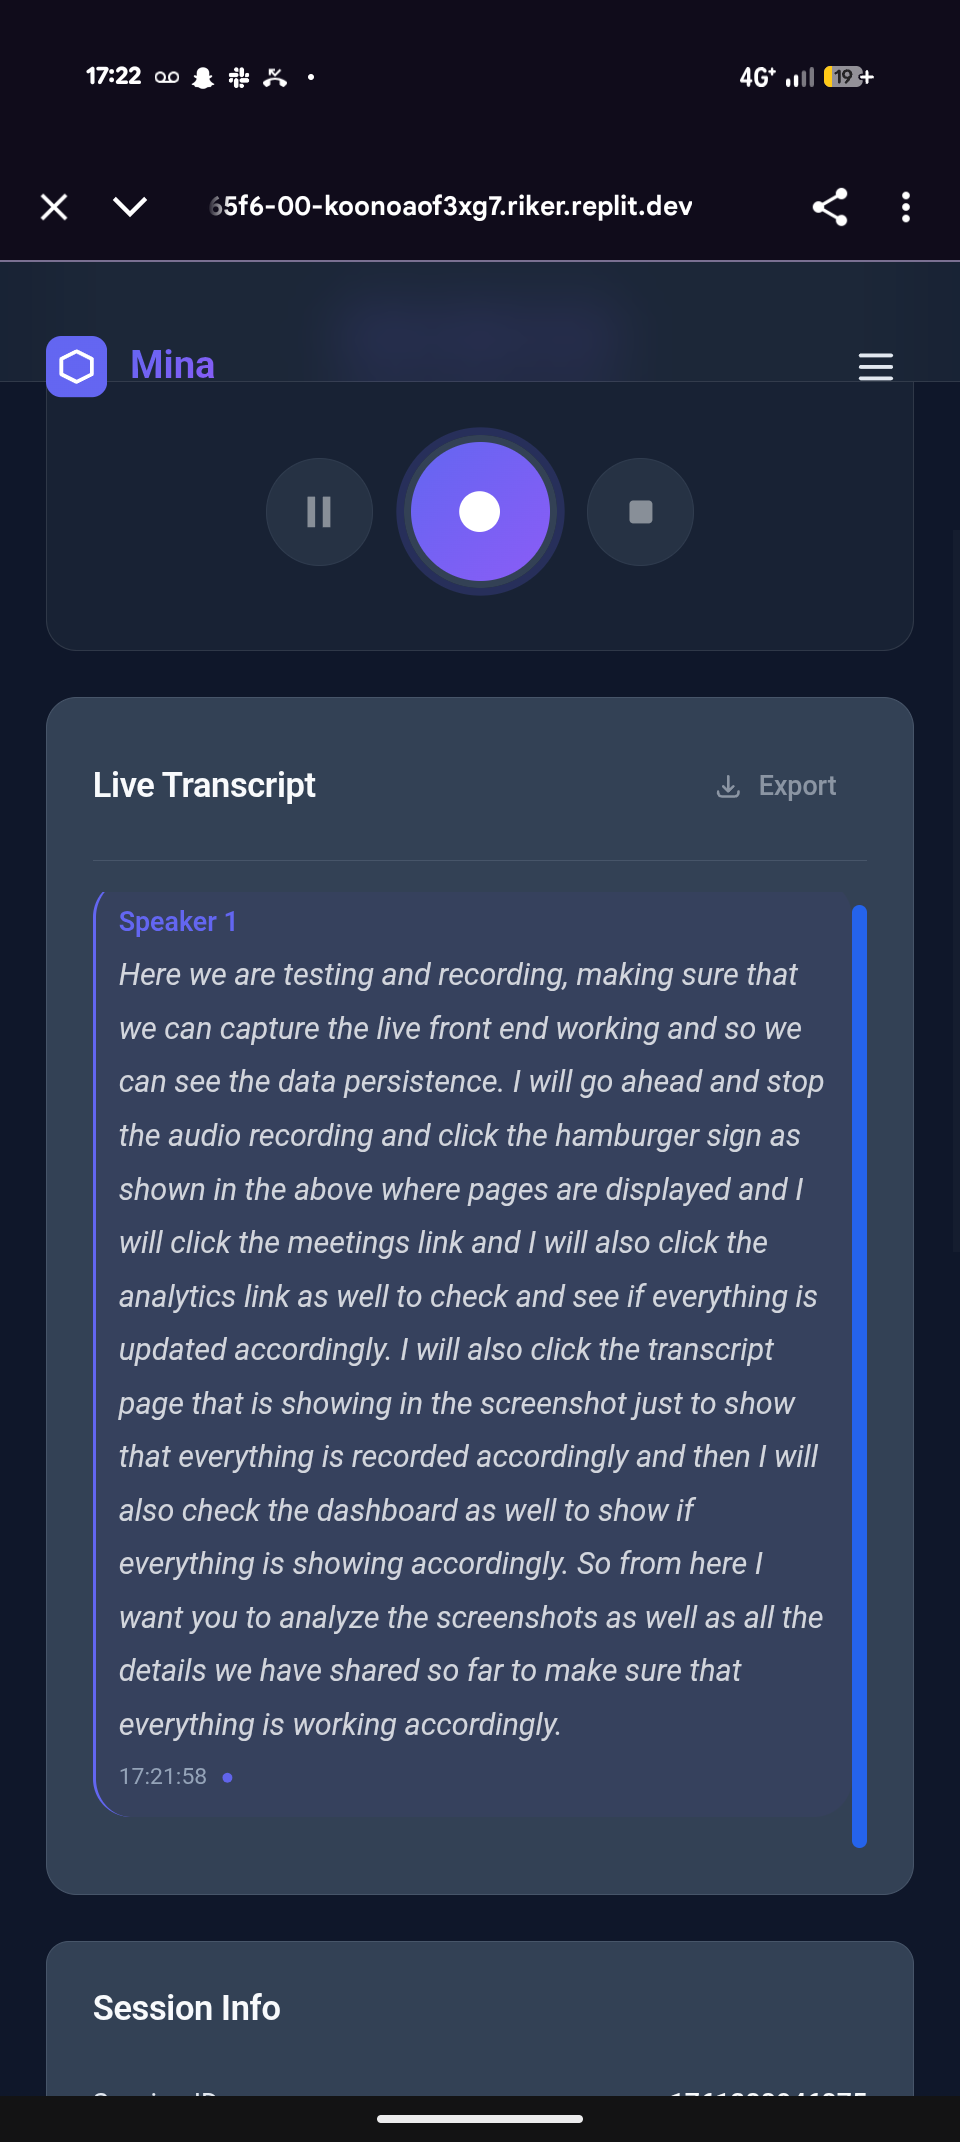 17:22
4G+
19
65f6-00-koonoaof3xg7.riker.replit.dev
Mina
Live Transcript
Export
Speaker 1
Here we are testing and recording, making sure that
we can capture the live front end working and so we
can see the data persistence. I will go ahead and stop
the audio recording and click the hamburger sign as
shown in the above where pages are displayed and I
will click the meetings link and I will also click the
analytics link as well to check and see if everything is
updated accordingly. I will also click the transcript
page that is showing in the screenshot just to show
that everything is recorded accordingly and then I will
also check the dashboard as well to show if
everything is showing accordingly. So from here I
want you to analyze the screenshots as well as all the
details we have shared so far to make sure that
everything is working accordingly.
17:21:58
Session Info